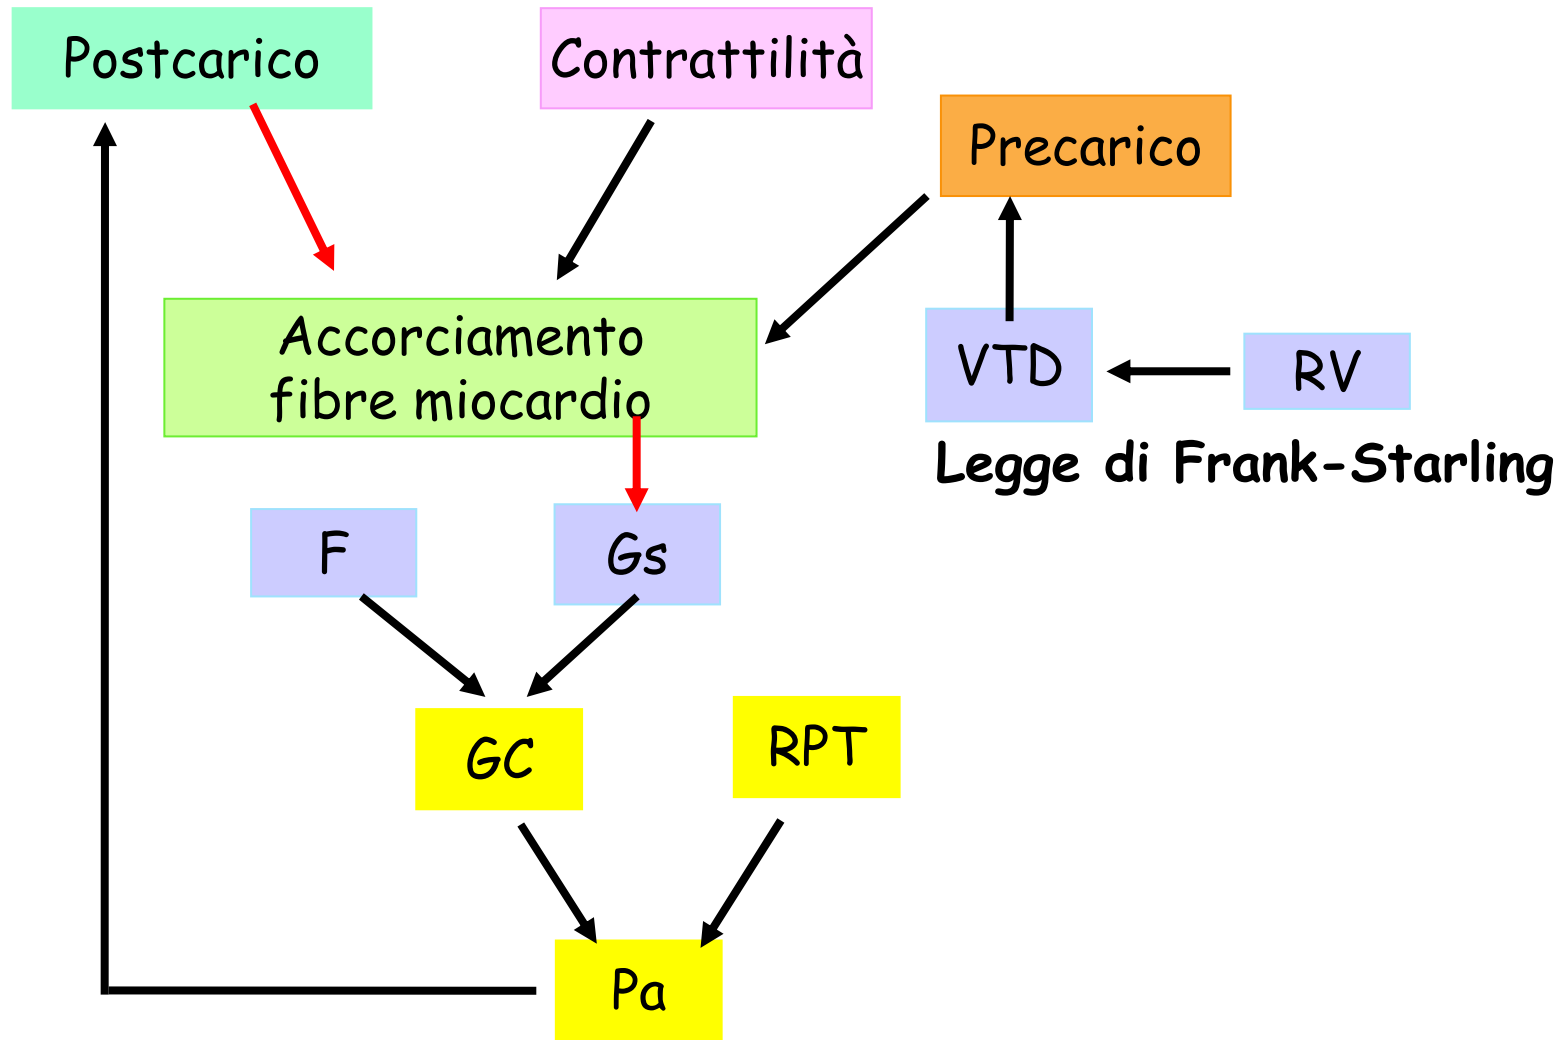 Postcarico
Contrattilità
Precarico
Accorciamento
fibre miocardio
VTD
RV
Legge di Frank-Starling
F
Gs
GC
RPT
Pa